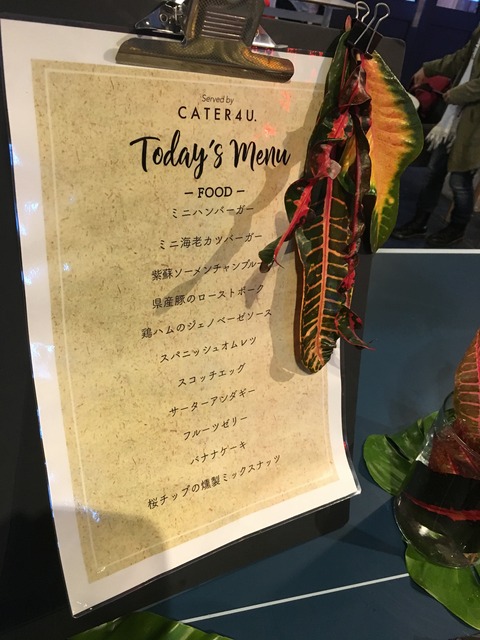 Served by
CATER4U.
Today's Menu
— FOOD —
ミニハンバーガー
ミニ海老カツバーガー
紫蘇ソーメンチャンプルー
県産豚のローストポーク
鶏ハムのジェノベーゼソース
スパニッシュオムレツ
スコッチエッグ
サーターアンダギー
フルーツゼリー
バナナケーキ
桜チップの燻製ミックスナッツ